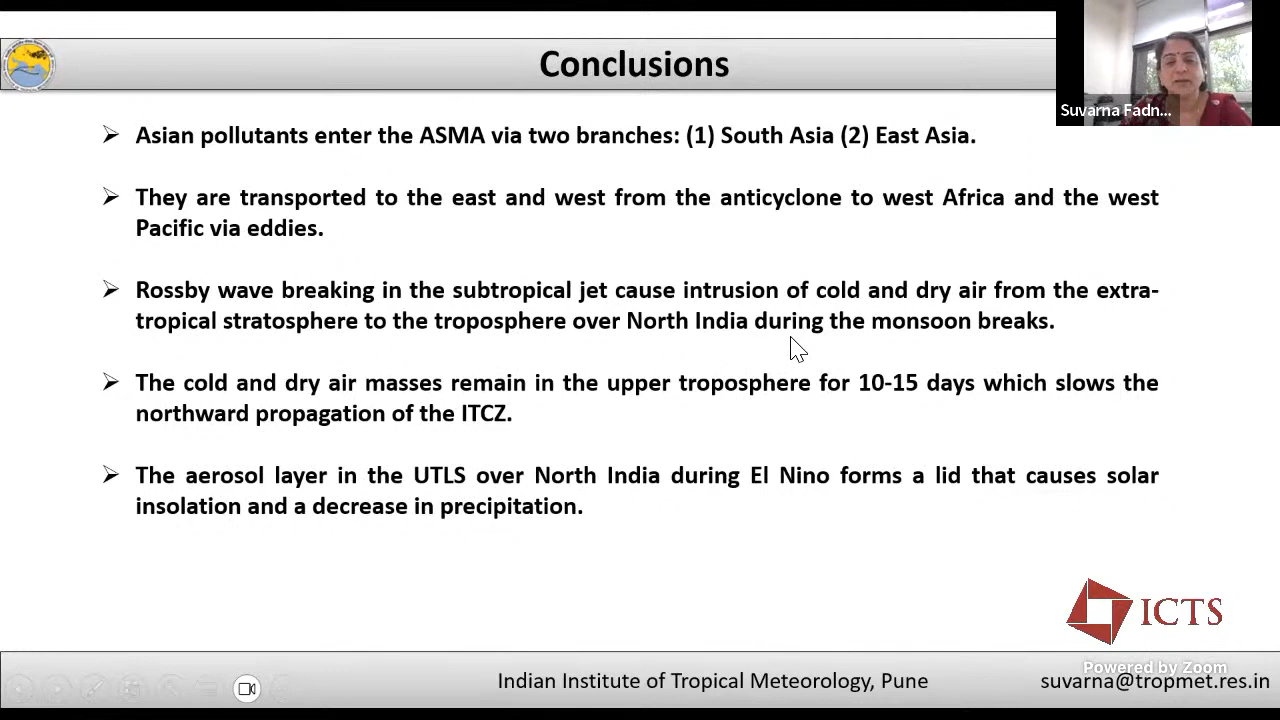 Conclusions
Suvarna Fadn...
➢ Asian pollutants enter the ASMA via two branches: (1) South Asia (2) East Asia.
➢ They are transported to the east and west from the anticyclone to west Africa and the west
Pacific via eddies.
➢ Rossby wave breaking in the subtropical jet cause intrusion of cold and dry air from the extra-
tropical stratosphere to the troposphere over North India during the monsoon breaks.
➢ The cold and dry air masses remain in the upper troposphere for 10-15 days which slows the
northward propagation of the ITCZ.
➢ The aerosol layer in the UTLS over North India during El Nino forms a lid that causes solar
insolation and a decrease in precipitation.
ICTS
Powered by Zoom
Indian Institute of Tropical Meteorology, Pune
suvarna@tropmet.res.in